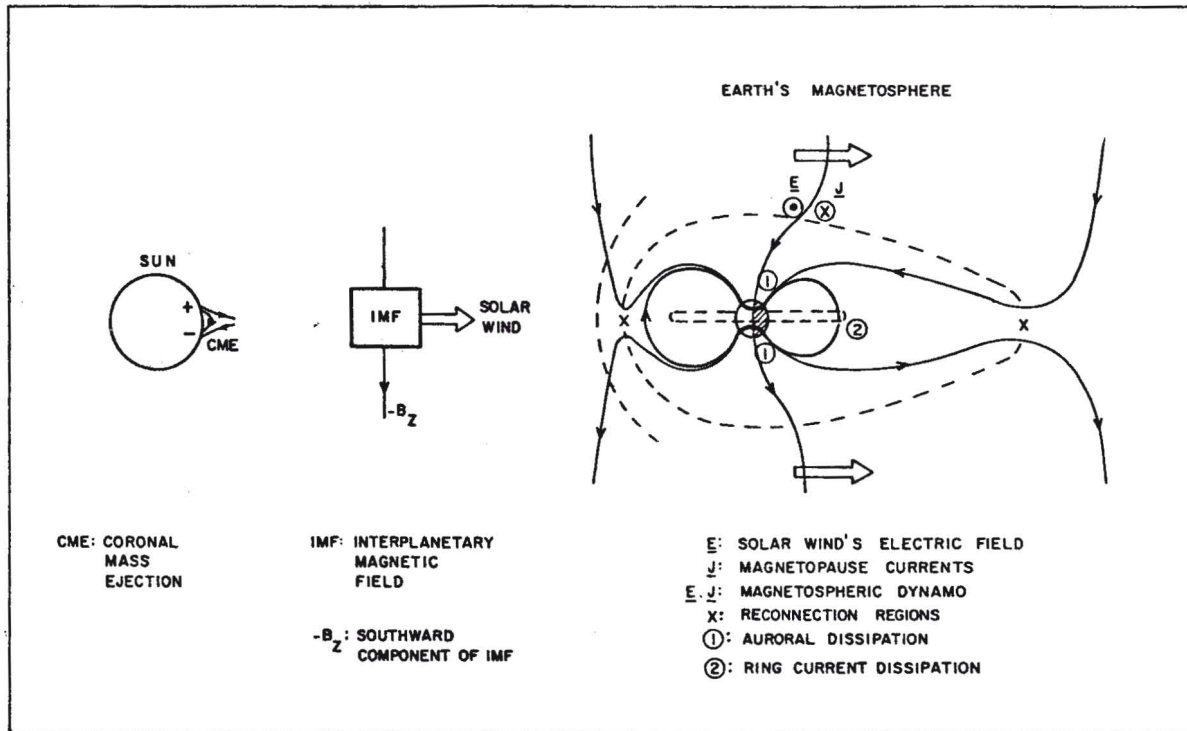 EARTH'S MAGNETOSPHERE
E
J
X
SUN
+
-
CME
IMF
SOLAR
WIND
-BZ
1
X
2
X
1
CME: CORONAL
MASS
EJECTION
IMF: INTERPLANETARY
MAGNETIC
FIELD
-BZ: SOUTHWARD
COMPONENT OF IMF
E: SOLAR WIND'S ELECTRIC FIELD
J: MAGNETOPAUSE CURRENTS
E.J: MAGNETOSPHERIC DYNAMO
X: RECONNECTION REGIONS
①: AURORAL DISSIPATION
②: RING CURRENT DISSIPATION